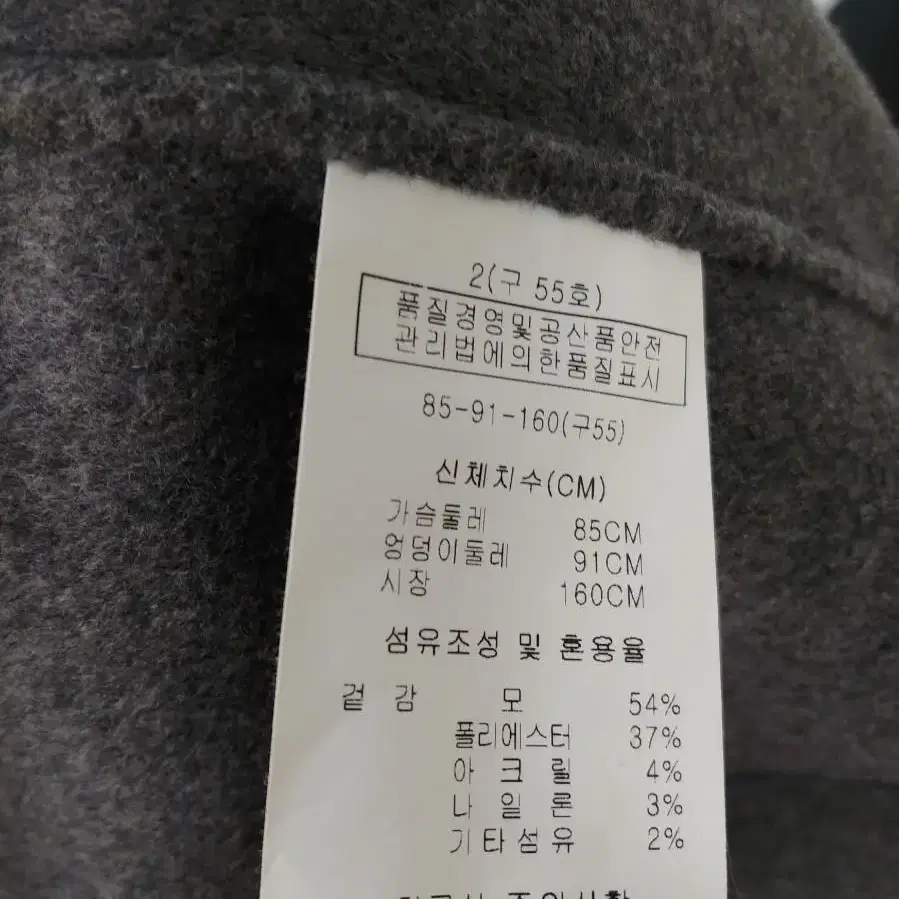 2(구 55호)
품질경영및공산품안전
관리법에의한품질표시
85-91-160(구55)
신체치수(CM)
가슴둘레 85CM
엉덩이둘레 91CM
시장 160CM
섬유조성 및 혼용율
겉 감 모 54%
폴리에스터 37%
아 크 릴 4%
나 일 론 3%
기타섬유 2%